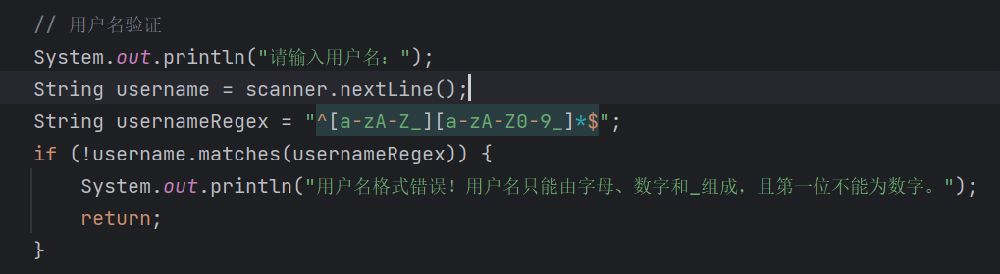 // 用户名验证
System.out.println("请输入用户名：");
String username = scanner.nextLine();
String usernameRegex = "^[a-zA-Z_][a-zA-Z0-9_]*$";
if (!username.matches(usernameRegex)) {
    System.out.println("用户名格式错误！用户名只能由字母、数字和_组成，且第一位不能为数字。");
    return;
}